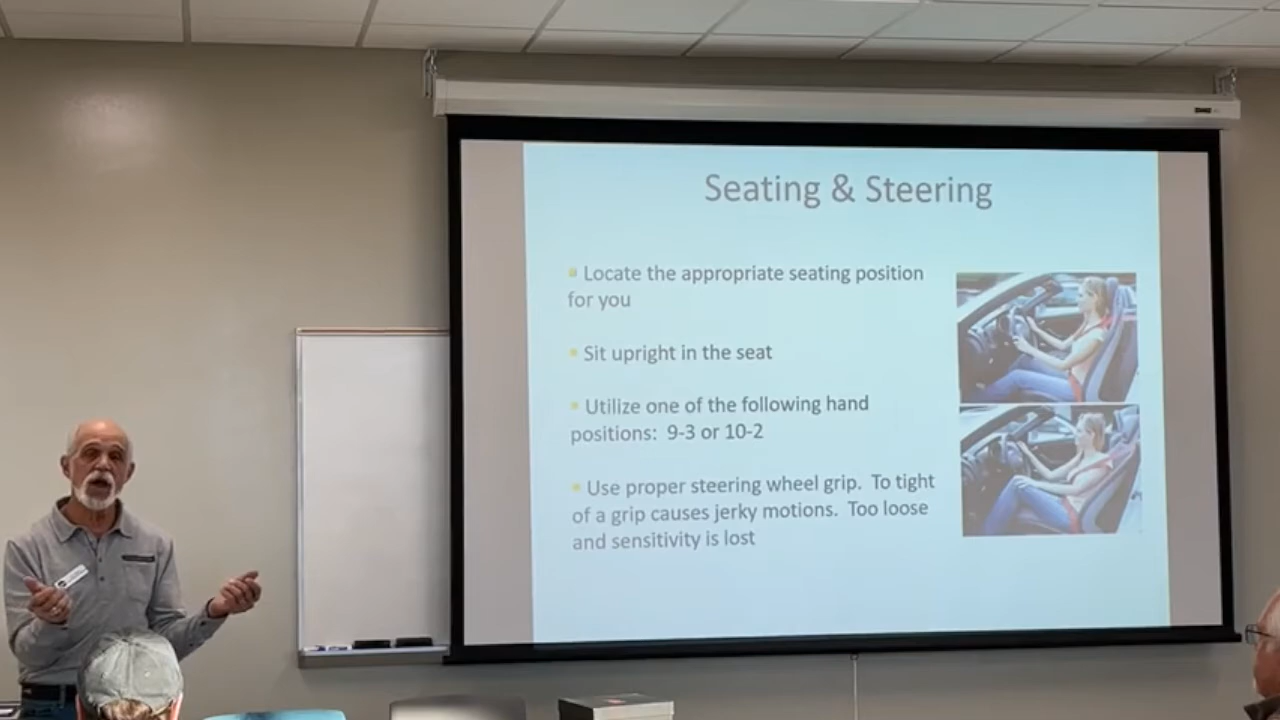 Seating & Steering
Locate the appropriate seating position
for you
Sit upright in the seat
Utilize one of the following hand
positions: 9-3 or 10-2
Use proper steering wheel grip. To tight
of a grip causes jerky motions. Too loose
and sensitivity is lost